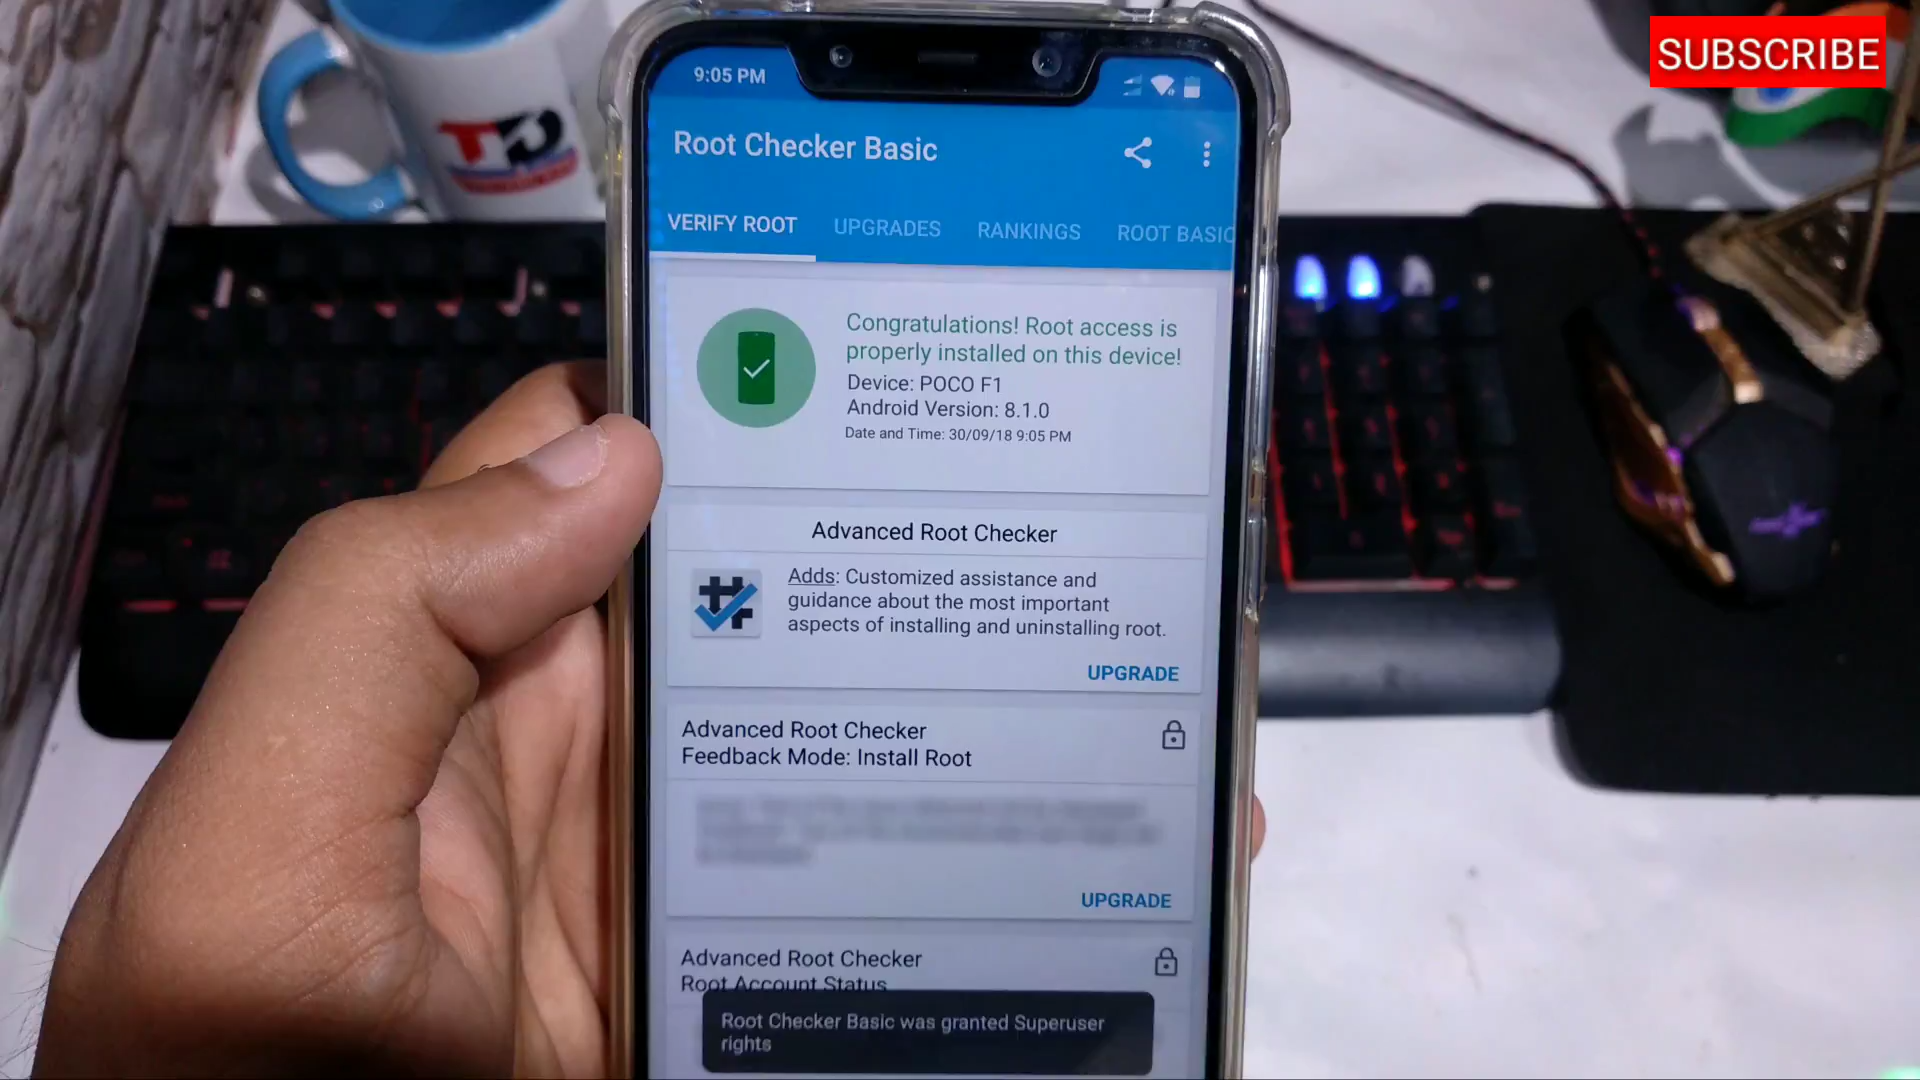 SUBSCRIBE
TD
9:05 PM
Root Checker Basic
VERIFY ROOT
UPGRADES
RANKINGS
ROOT BASIC
Congratulations! Root access is
properly installed on this device!
Device: POCO F1
Android Version: 8.1.0
Date and Time: 30/09/18 9:05 PM
Advanced Root Checker
Adds: Customized assistance and
guidance about the most important
aspects of installing and uninstalling root.
UPGRADE
Advanced Root Checker
Feedback Mode: Install Root
UPGRADE
Advanced Root Checker
Root Account Status
Root Checker Basic was granted Superuser
rights